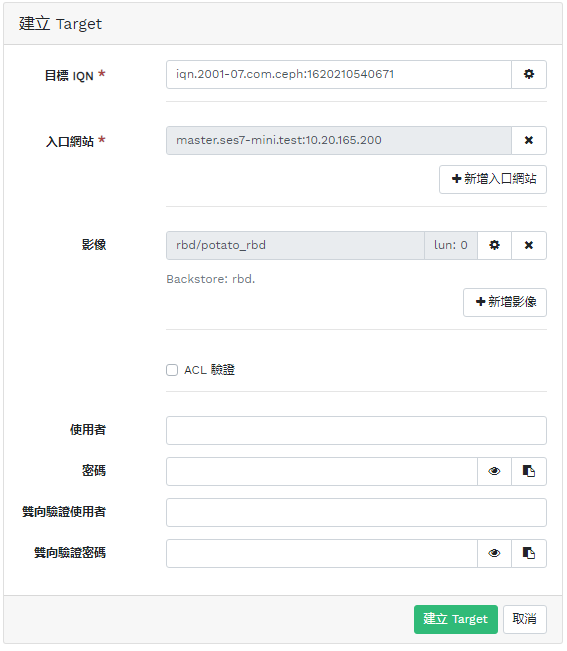 建立 Target
目標 IQN *
iqn.2001-07.com.ceph:1620210540671
入口網站 *
master.ses7-mini.test:10.20.165.200
新增入口網站
影像
rbd/potato_rbd
lun: 0
Backstore: rbd.
新增影像
ACL 驗證
使用者
密碼
雙向驗證使用者
雙向驗證密碼
建立 Target
取消